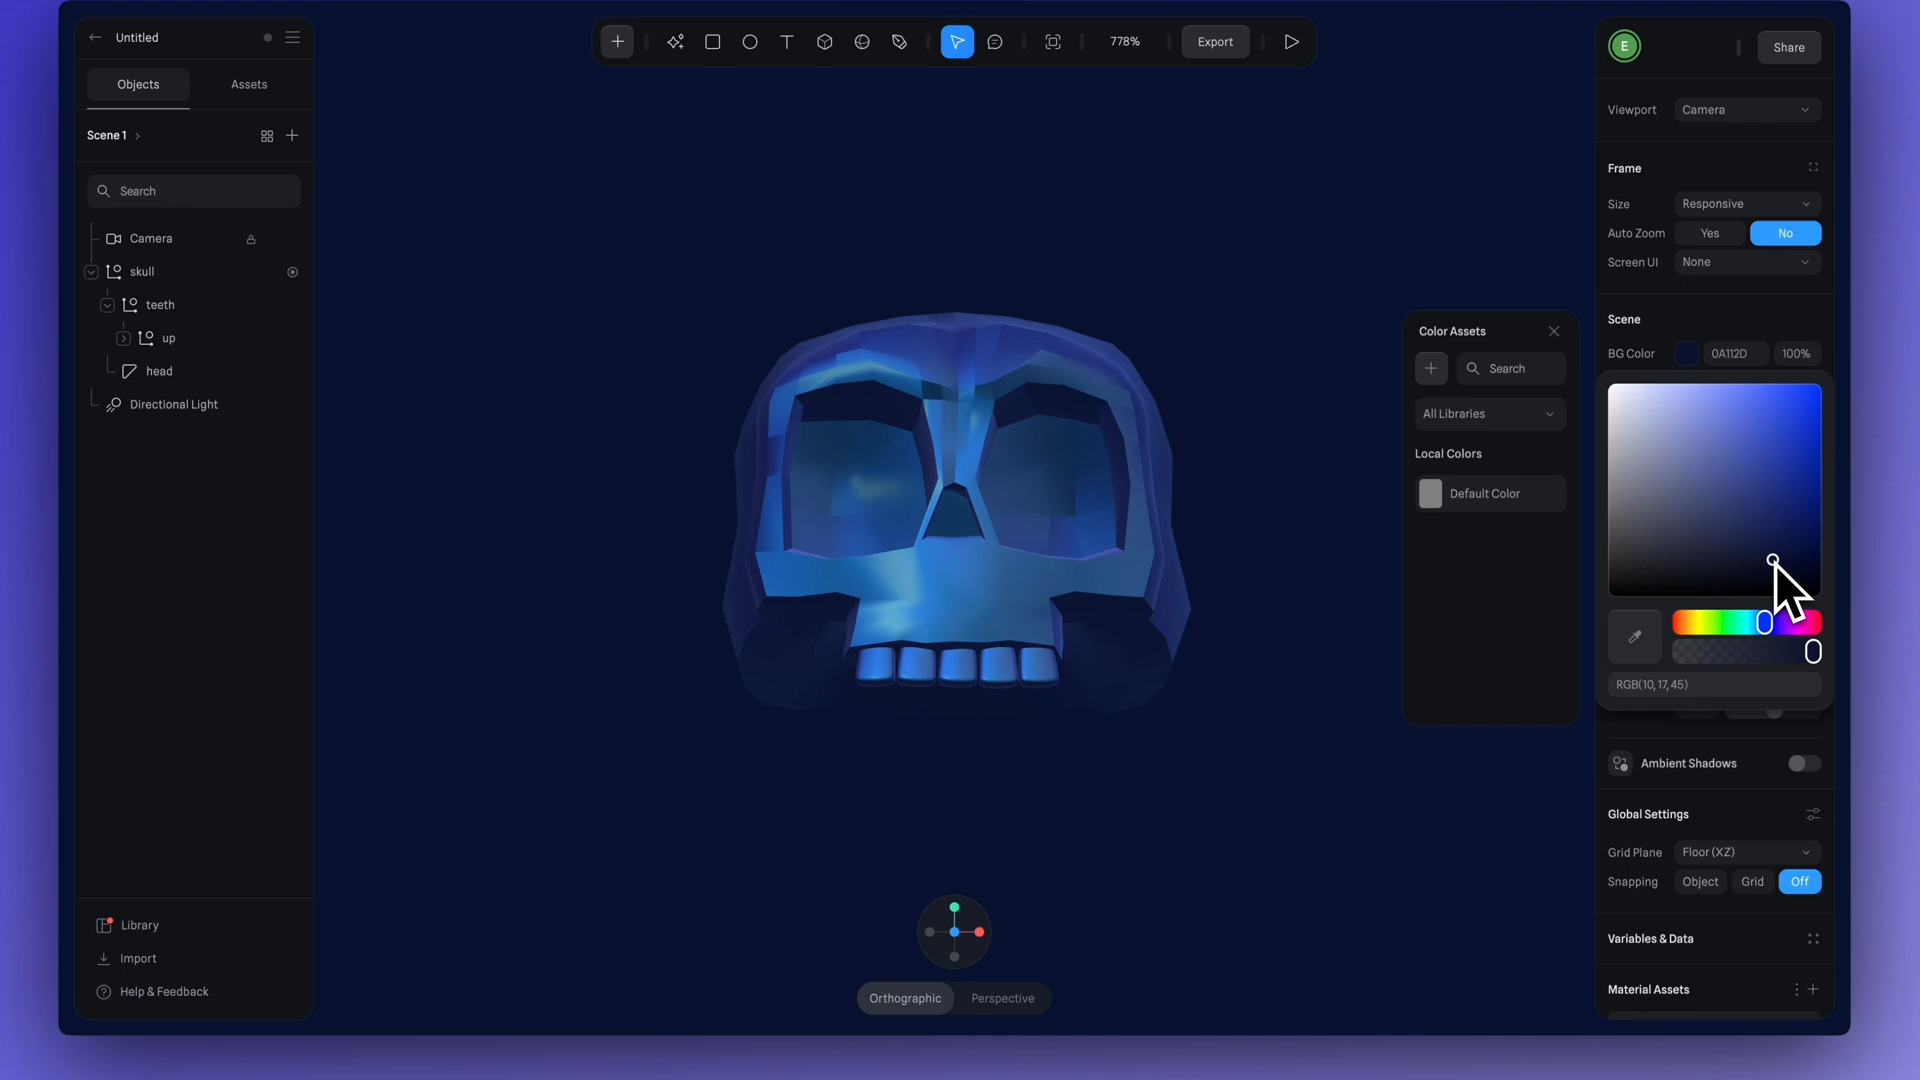 Untitled
Objects
Assets
Scene 1
Search
Camera
skull
teeth
up
head
Directional Light
Library
Import
Help & Feedback
778%
Export
Orthographic
Perspective
Color Assets
Search
All Libraries
Local Colors
Default Color
E
Share
Viewport
Camera
Frame
Size
Responsive
Auto Zoom
Yes
No
Screen UI
None
Scene
BG Color
0A112D
100%
RGB(10, 17, 45)
Ambient Shadows
Global Settings
Grid Plane
Floor (XZ)
Snapping
Object
Grid
Off
Variables & Data
Material Assets